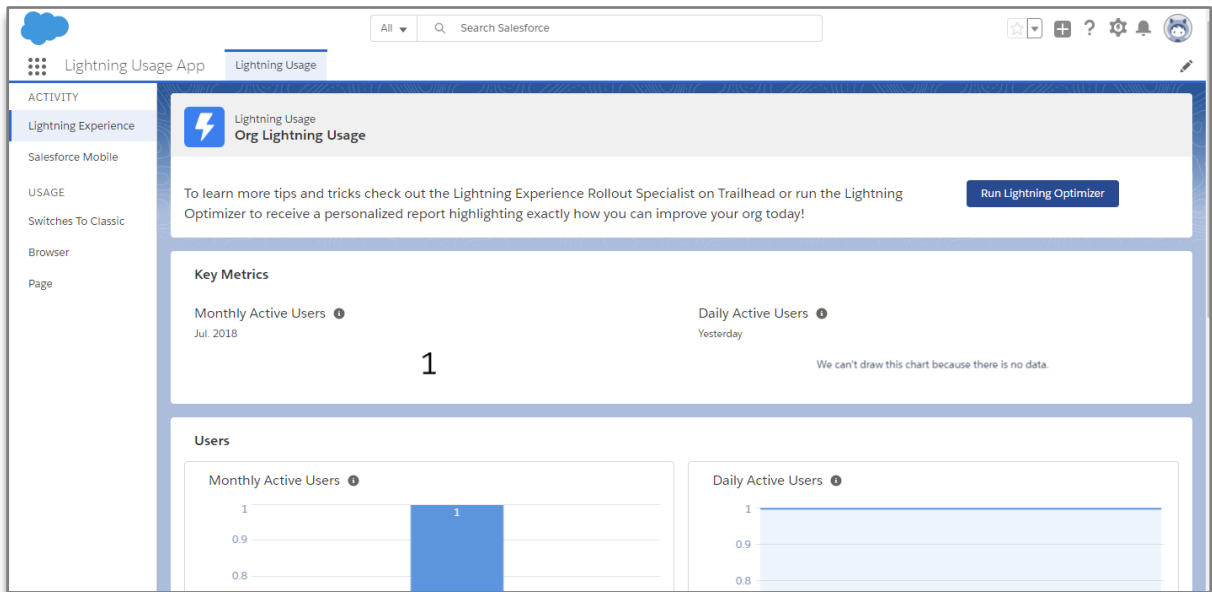 All
Search Salesforce
?
Lightning Usage App
Lightning Usage
ACTIVITY
Lightning Experience
Salesforce Mobile
USAGE
Switches To Classic
Browser
Page
Lightning Usage
Org Lightning Usage
To learn more tips and tricks check out the Lightning Experience Rollout Specialist on Trailhead or run the Lightning
Optimizer to receive a personalized report highlighting exactly how you can improve your org today!
Run Lightning Optimizer
Key Metrics
Monthly Active Users
Jul. 2018
1
Daily Active Users
Yesterday
We can't draw this chart because there is no data.
Users
Monthly Active Users
1
0.9
0.8
1
Daily Active Users
1
0.9
0.8